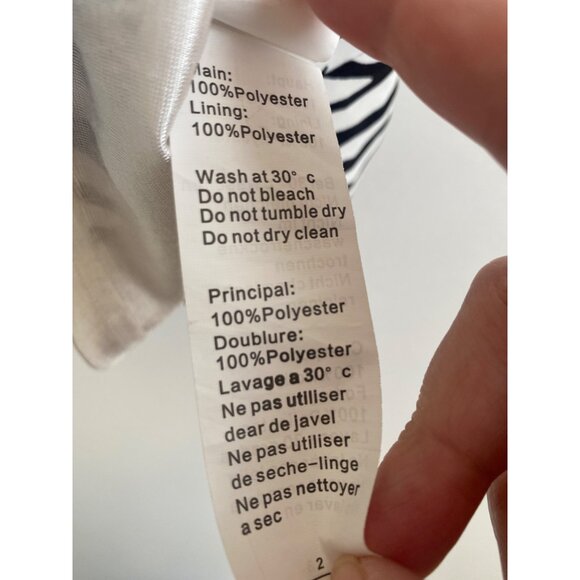 Main:
100%Polyester
Lining:
100%Polyester
Wash at 30° c
Do not bleach
Do not tumble dry
Do not dry clean
Principal:
100%Polyester
Doublure:
100%Polyester
Lavage a 30° c
Ne pas utiliser
dear de javel
Ne pas utiliser
de seche-linge
Ne pas nettoyer
a sec
2